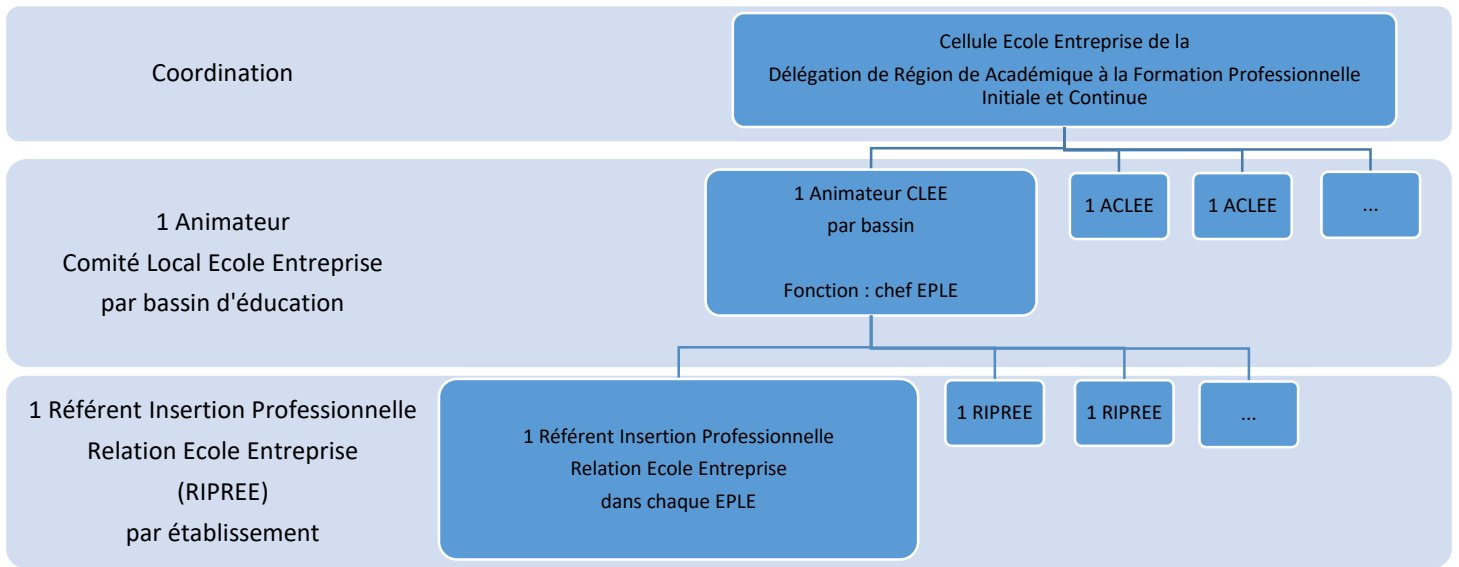 Coordination
Cellule Ecole Entreprise de la
Délégation de Région de Académique à la Formation Professionnelle
Initiale et Continue
1 Animateur
Comité Local Ecole Entreprise
par bassin d'éducation
1 Animateur CLEE
par bassin
Fonction : chef EPLE
1 ACLEE
1 ACLEE
...
1 Référent Insertion Professionnelle
Relation Ecole Entreprise
(RIPREE)
par établissement
1 Référent Insertion Professionnelle
Relation Ecole Entreprise
dans chaque EPLE
1 RIPREE
1 RIPREE
...